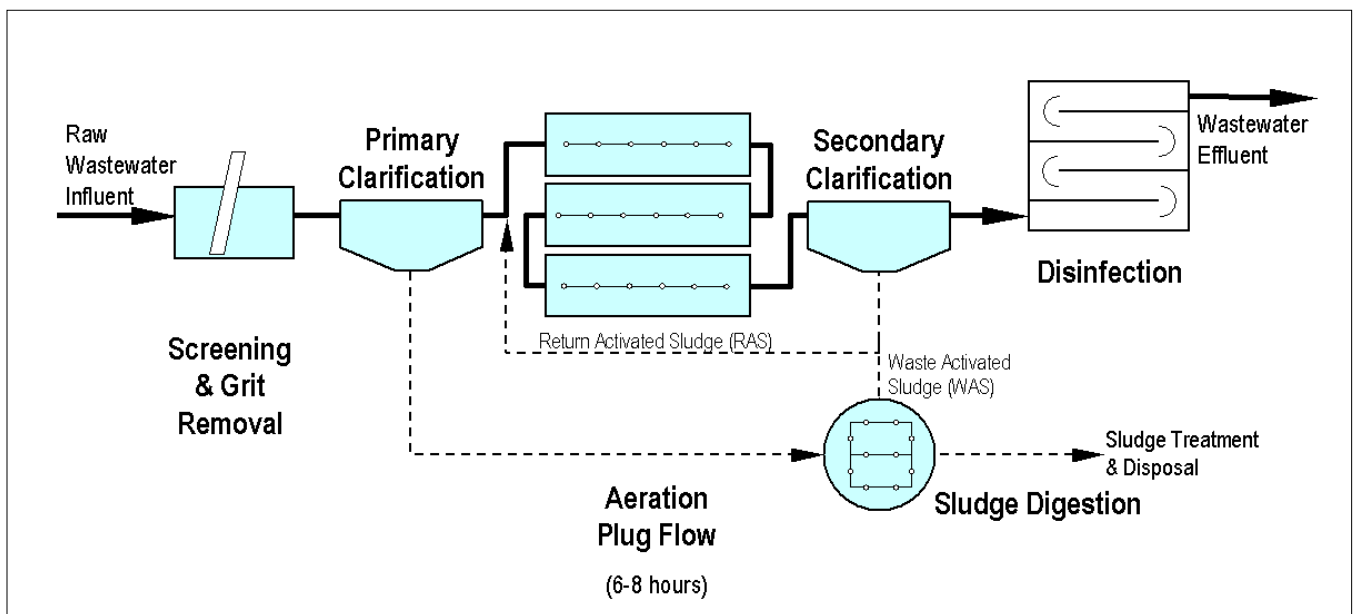 Raw
Wastewater
Influent
Screening
& Grit
Removal
Primary
Clarification
Return Activated Sludge (RAS)
Aeration
Plug Flow
(6-8 hours)
Secondary
Clarification
Waste Activated
Sludge (WAS)
Sludge Digestion
Sludge Treatment
& Disposal
Disinfection
Wastewater
Effluent